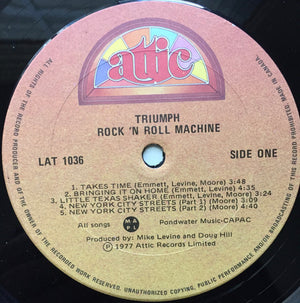 attic
TRIUMPH
ROCK 'N ROLL MACHINE
LAT 1036
SIDE ONE
1. TAKES TIME (Emmett, Levine, Moore) 3:48
2. BRINGING IT ON HOME (Emmett, Levine) 4:35
3. LITTLE TEXAS SHAKER (Emmett, Levine, Moore)
4. NEW YORK CITY STREETS (Part 1) (Moore)
5. NEW YORK CITY STREETS (Part 2) (Moore) 4:40
All songs MAPL Pondwater Music-CAPAC
Produced by: Mike Levine and Doug Hill
Ⓟ 1977 Attic Records Limited
ALL RIGHTS OF THE RECORD PRODUCER AND OF THE OWNER OF THE RECORDED WORK RESERVED. UNAUTHORIZED COPYING, PUBLIC PERFORMANCE AND/OR BROADCASTING OF THIS RECORD PROHIBITED. MADE IN CANADA.